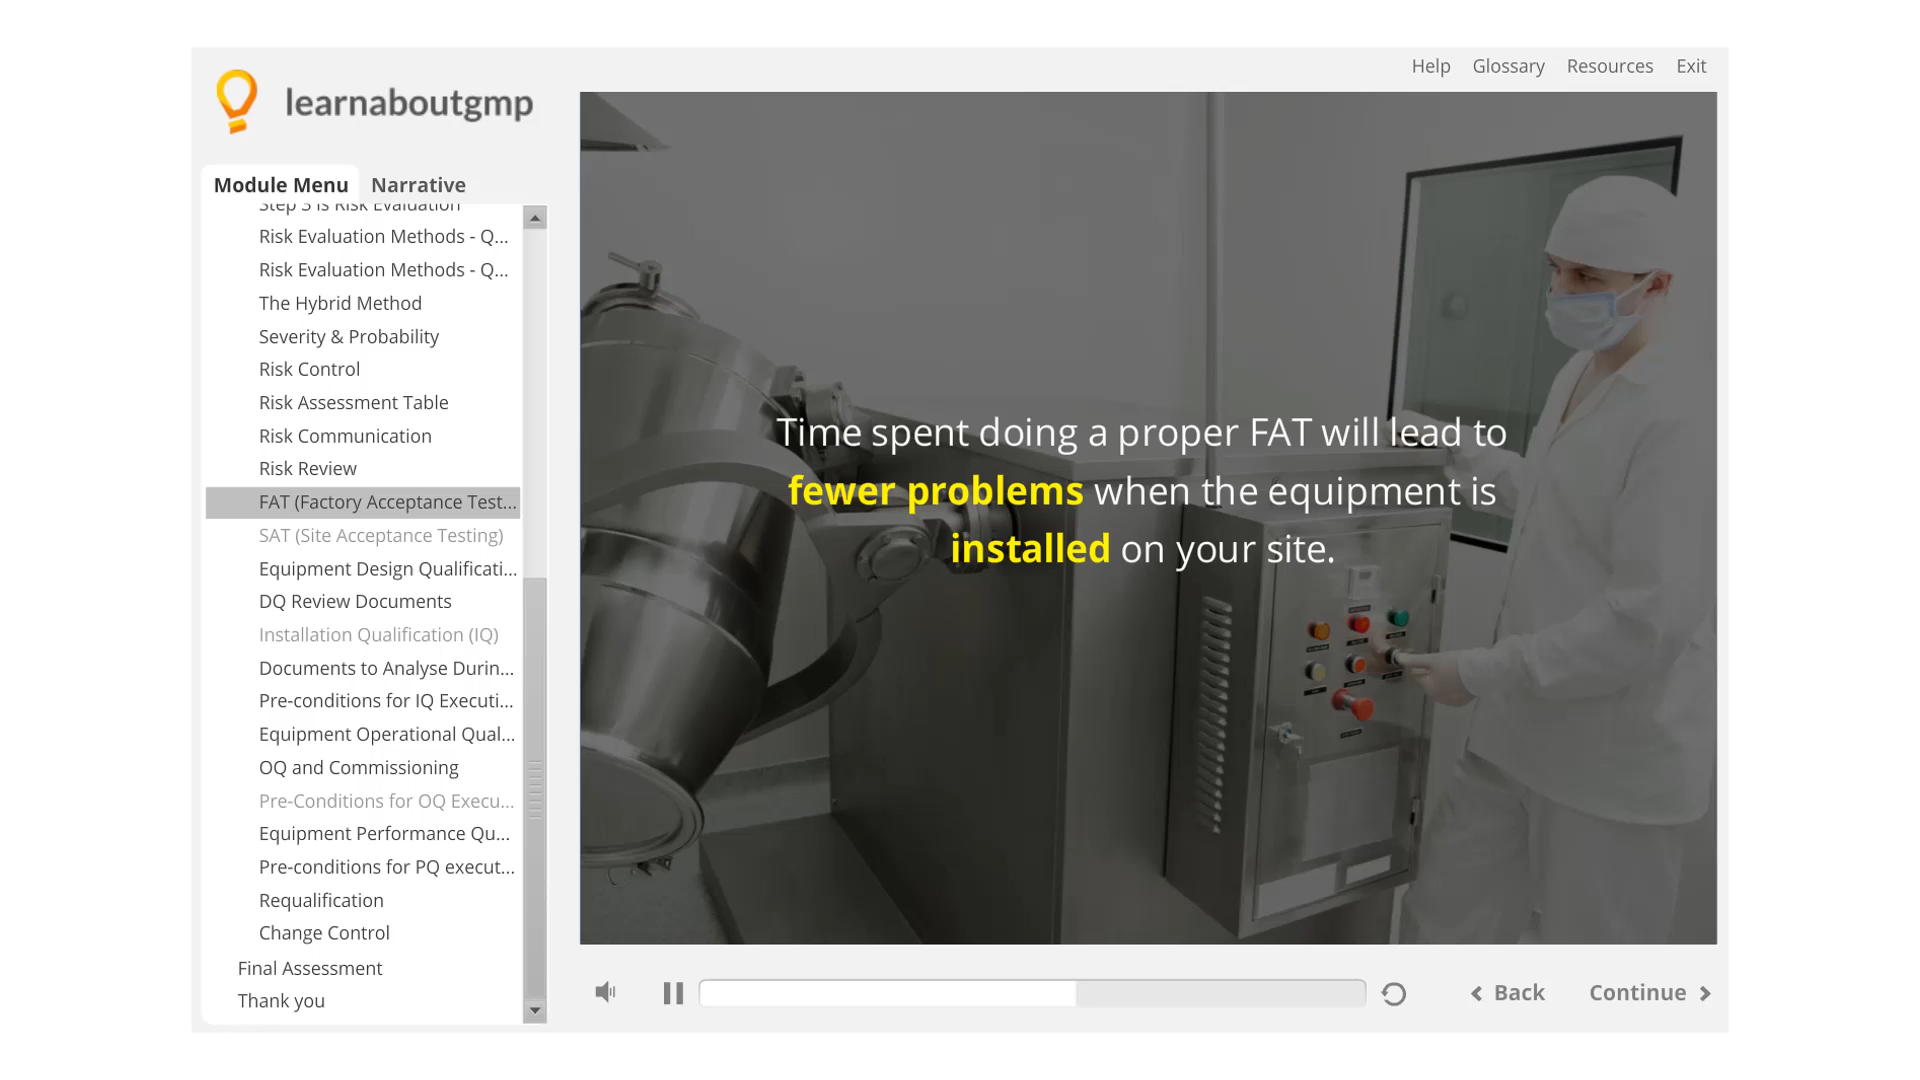 Help Glossary Resources Exit
learnaboutgmp
Module Menu Narrative
Step 3 is Risk Evaluation
Risk Evaluation Methods - Q...
Risk Evaluation Methods - Q...
The Hybrid Method
Severity & Probability
Risk Control
Risk Assessment Table
Risk Communication
Risk Review
FAT (Factory Acceptance Test...
SAT (Site Acceptance Testing)
Equipment Design Qualificati...
DQ Review Documents
Installation Qualification (IQ)
Documents to Analyse Durin...
Pre-conditions for IQ Executi...
Equipment Operational Qual...
OQ and Commissioning
Pre-Conditions for OQ Execu...
Equipment Performance Qu...
Pre-conditions for PQ execut...
Requalification
Change Control
Final Assessment
Thank you
Time spent doing a proper FAT will lead to
fewer problems when the equipment is
installed on your site.
Back Continue